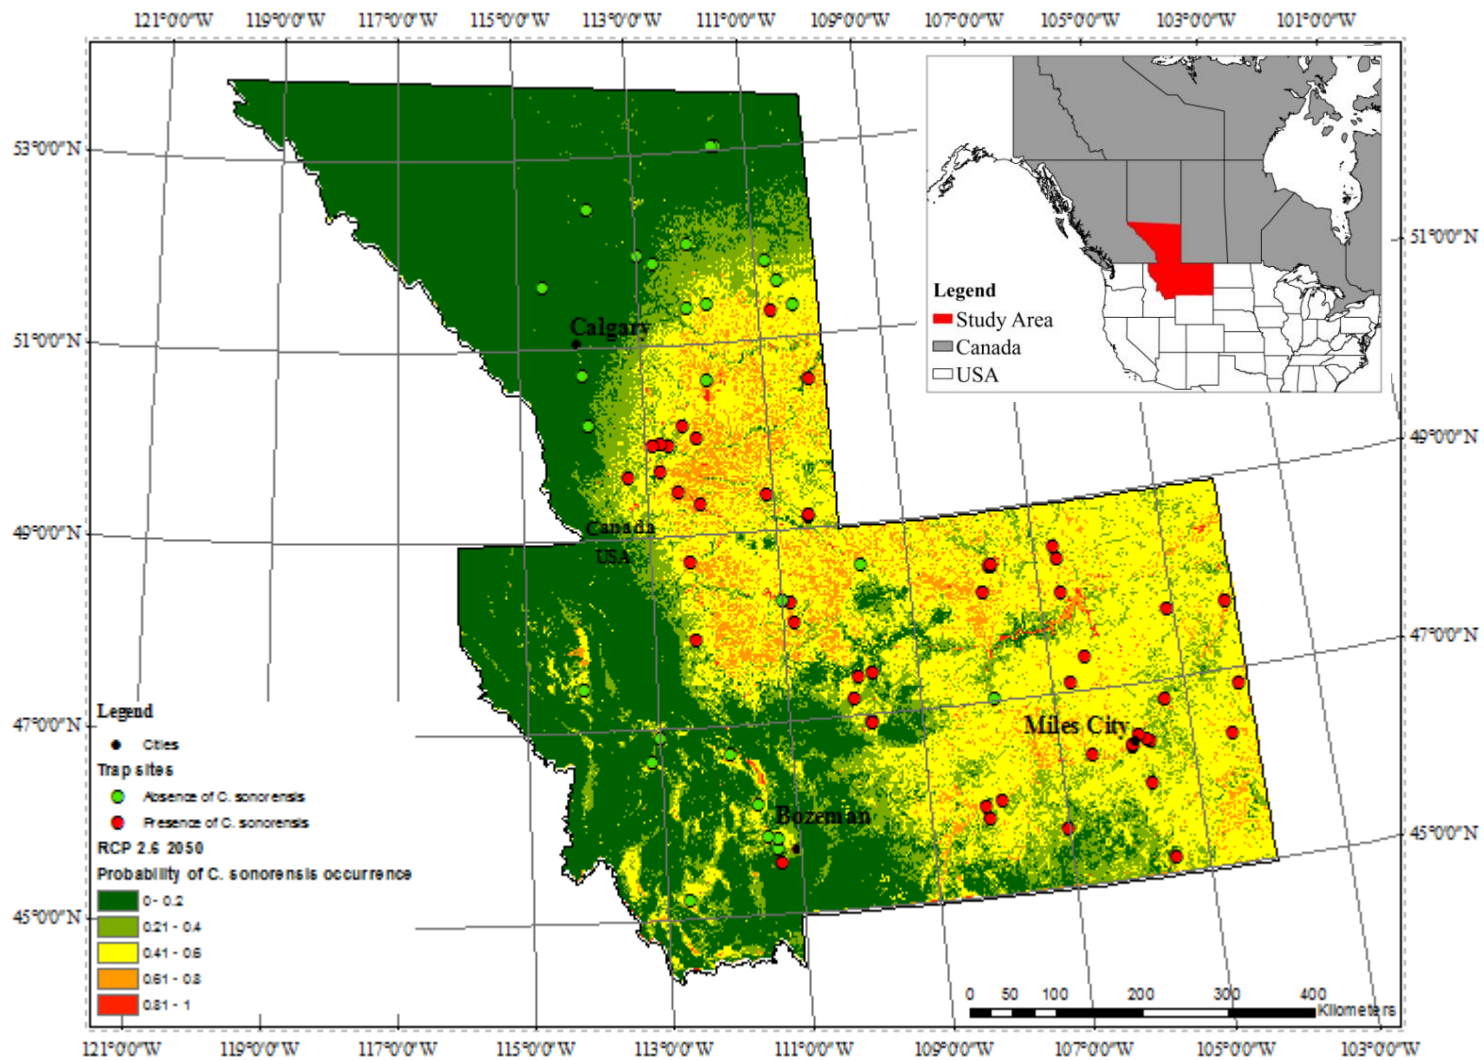 121°0'0"W 119°0'0"W 117°0'0"W 115°0'0"W 113°0'0"W 111°0'0"W 109°0'0"W 107°0'0"W 105°0'0"W 103°0'0"W 101°0'0"W
53°0'0"N
51°0'0"N
49°0'0"N
47°0'0"N
45°0'0"N
51°0'0"N
49°0'0"N
47°0'0"N
45°0'0"N
Legend
Study Area
Canada
USA
Calgary
Canada
USA
Miles City
Bozeman
Legend
Cities
Trap sites
Absence of C. sonorensis
Presence of C. sonorensis
RCP 2.6 2050
Probability of C. sonorensis occurrence
0 - 0.2
0.21 - 0.4
0.41 - 0.6
0.61 - 0.8
0.81 - 1
0 50 100 200 300 400
Kilometers
121°0'0"W 119°0'0"W 117°0'0"W 115°0'0"W 113°0'0"W 111°0'0"W 109°0'0"W 107°0'0"W 105°0'0"W 103°0'0"W